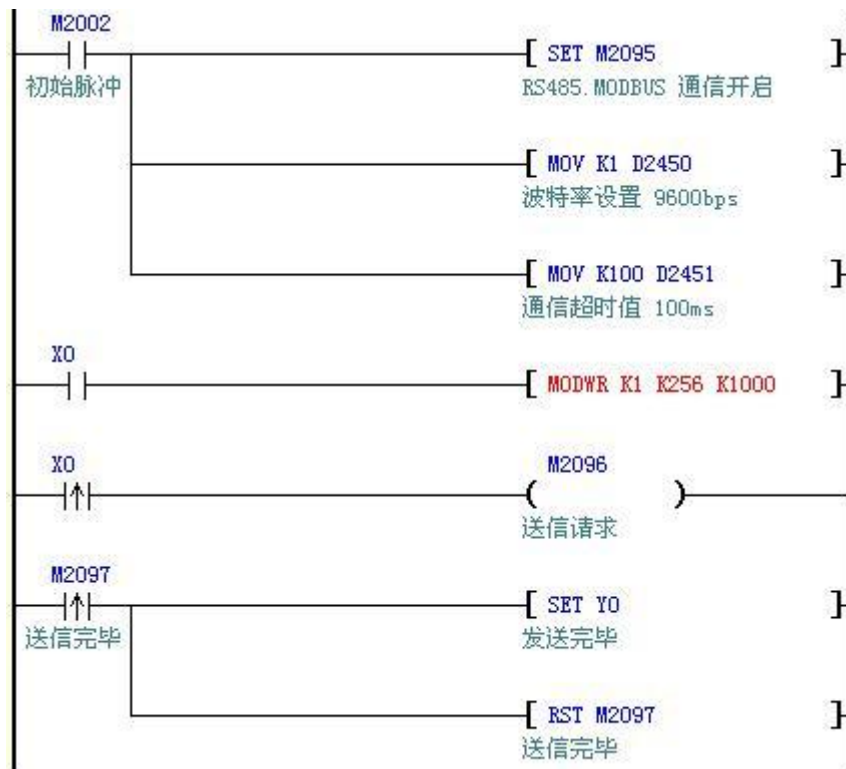 M2002
初始脉冲
[ SET M2095 ]
RS485.MODBUS 通信开启
[ MOV K1 D2450 ]
波特率设置 9600bps
[ MOV K100 D2451 ]
通信超时值 100ms
X0
[ MODWR K1 K256 K1000 ]
X0
M2096
送信请求
M2097
送信完毕
[ SET Y0 ]
发送完毕
[ RST M2097 ]
送信完毕